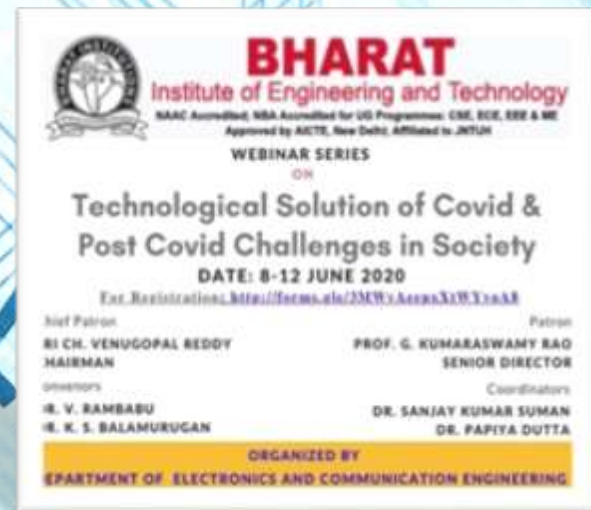 BHARAT INSTITUTIONS
BHARAT
Institute of Engineering and Technology
NAAC Accredited; NBA Accredited for UG Programmes: CSE, ECE, EEE & ME
Approved by AICTE, New Delhi; Affiliated to JNTUH
WEBINAR SERIES
ON
Technological Solution of Covid &
Post Covid Challenges in Society
DATE: 8-12 JUNE 2020
For Registration:
hief Patron Patron
RI CH. VENUGOPAL REDDY PROF. G. KUMARASWAMY RAO
HAIRMAN SENIOR DIRECTOR
onvenors Coordinators
R. V. RAMBABU DR. SANJAY KUMAR SUMAN
R. K. S. BALAMURUGAN DR. PAPIYA DUTTA
ORGANIZED BY
EPARTMENT OF ELECTRONICS AND COMMUNICATION ENGINEERING